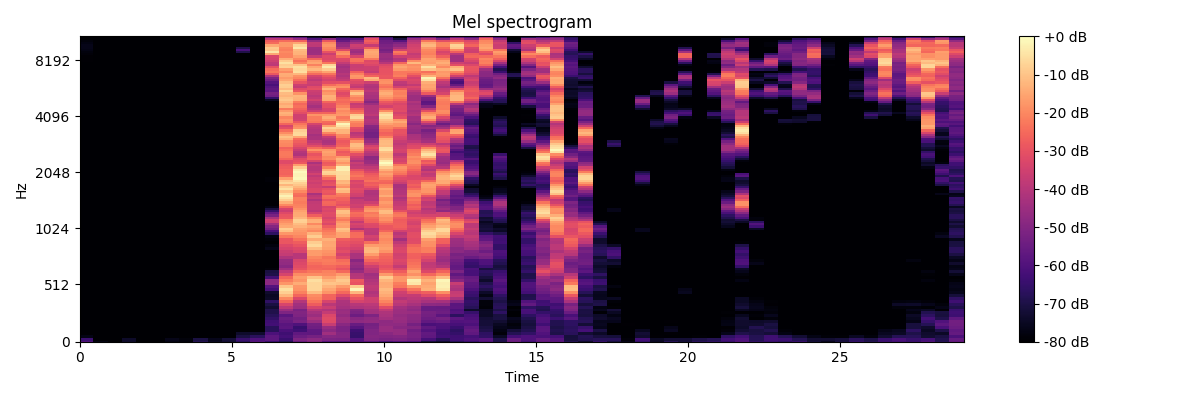 Mel spectrogram
8192
4096
2048
1024
512
0
Hz
0 5 10 15 20 25
Time
+0 dB
-10 dB
-20 dB
-30 dB
-40 dB
-50 dB
-60 dB
-70 dB
-80 dB